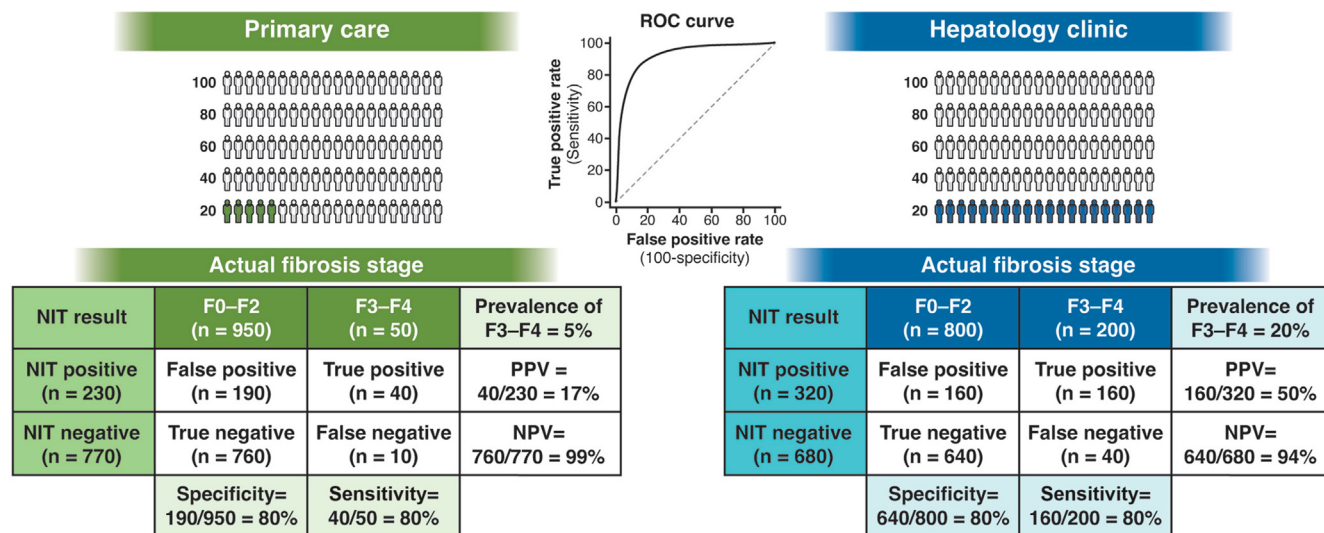 Primary care
100
80
60
40
20
ROC curve
True positive rate
(Sensitivity)
100
80
60
40
20
0
0 20 40 60 80 100
False positive rate
(100-specificity)
Hepatology clinic
100
80
60
40
20
Actual fibrosis stage
NIT result
F0–F2
(n = 950)
F3–F4
(n = 50)
Prevalence of
F3–F4 = 5%
NIT positive
(n = 230)
False positive
(n = 190)
True positive
(n = 40)
PPV =
40/230 = 17%
NIT negative
(n = 770)
True negative
(n = 760)
False negative
(n = 10)
NPV=
760/770 = 99%
Specificity=
190/950 = 80%
Sensitivity=
40/50 = 80%
Actual fibrosis stage
NIT result
F0–F2
(n = 800)
F3–F4
(n = 200)
Prevalence of
F3–F4 = 20%
NIT positive
(n = 320)
False positive
(n = 160)
True positive
(n = 160)
PPV=
160/320 = 50%
NIT negative
(n = 680)
True negative
(n = 640)
False negative
(n = 40)
NPV=
640/680 = 94%
Specificity=
640/800 = 80%
Sensitivity=
160/200 = 80%